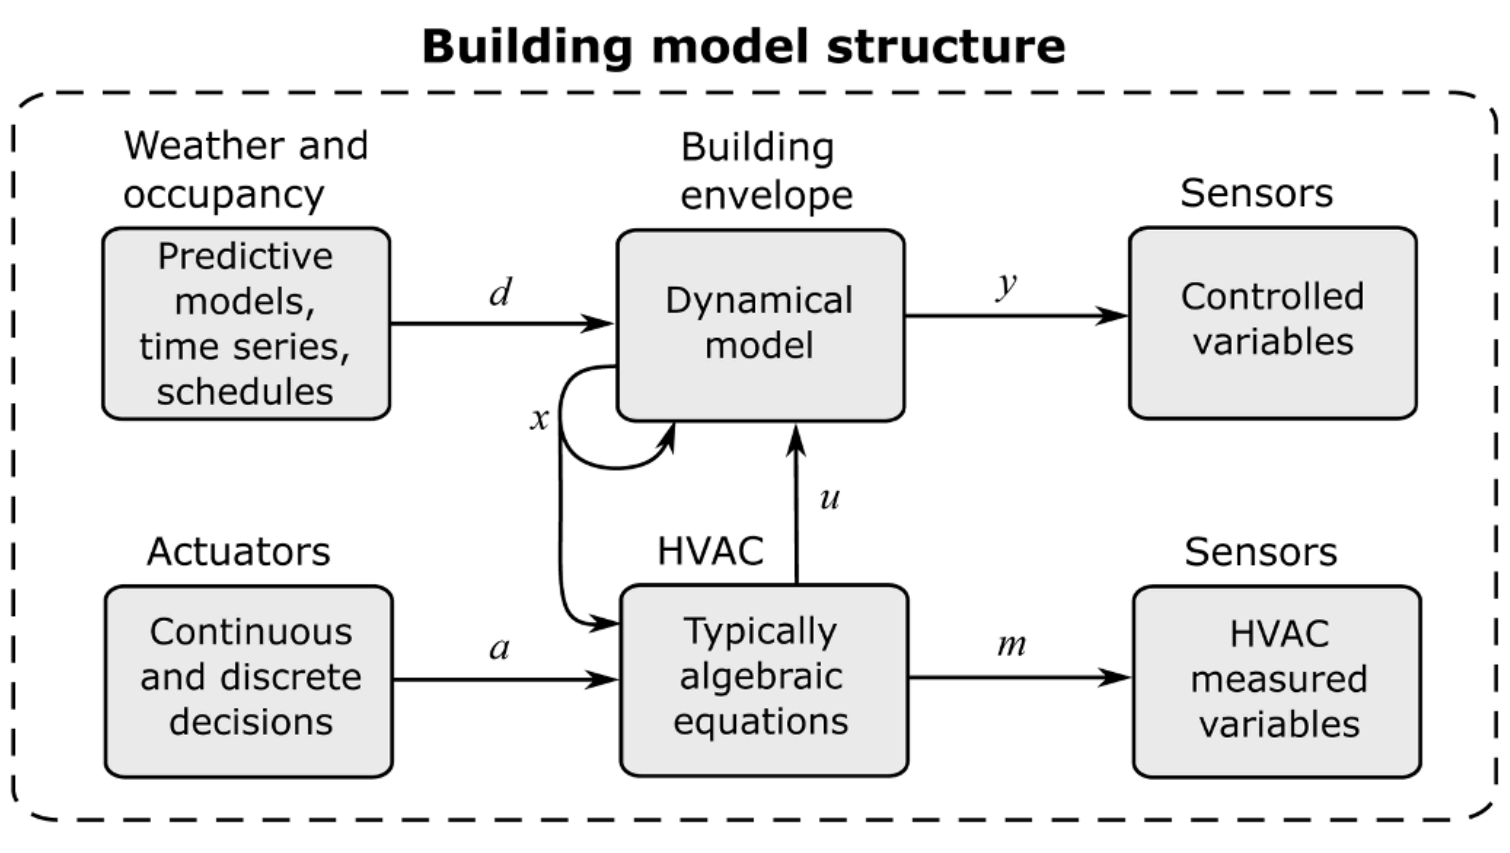 Building model structure
Weather and
occupancy
Predictive
models,
time series,
schedules
d
Building
envelope
Dynamical
model
y
Sensors
Controlled
variables
x
u
Actuators
Continuous
and discrete
decisions
a
HVAC
Typically
algebraic
equations
m
Sensors
HVAC
measured
variables